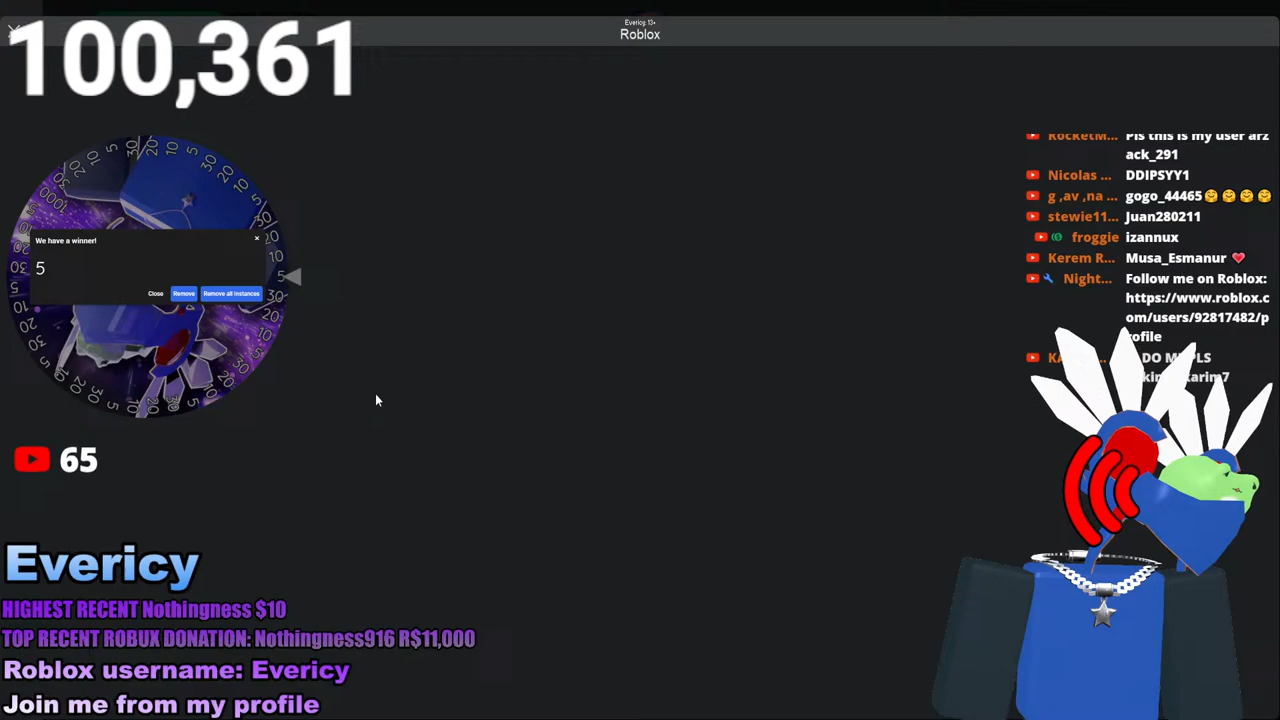 Evericy: 13+
Roblox
100,361
We have a winner!
5
Close Remove Remove all instances
1000
65
RocketM... Pls this is my user arz
ack_291
Nicolas ... DDIPSYY1
g ,av ,na ... gogo_44465🤗🤗🤗🤗
stewie11... Juan280211
froggie izannux
Kerem R... Musa_Esmanur ❤️
Night... Follow me on Roblox:
https://www.roblox.c
om/users/92817482/p
rofile
DO
Evericy
HIGHEST RECENT Nothingness $10
TOP RECENT ROBUX DONATION: Nothingness916 R$11,000
Roblox username: Evericy
Join me from my profile